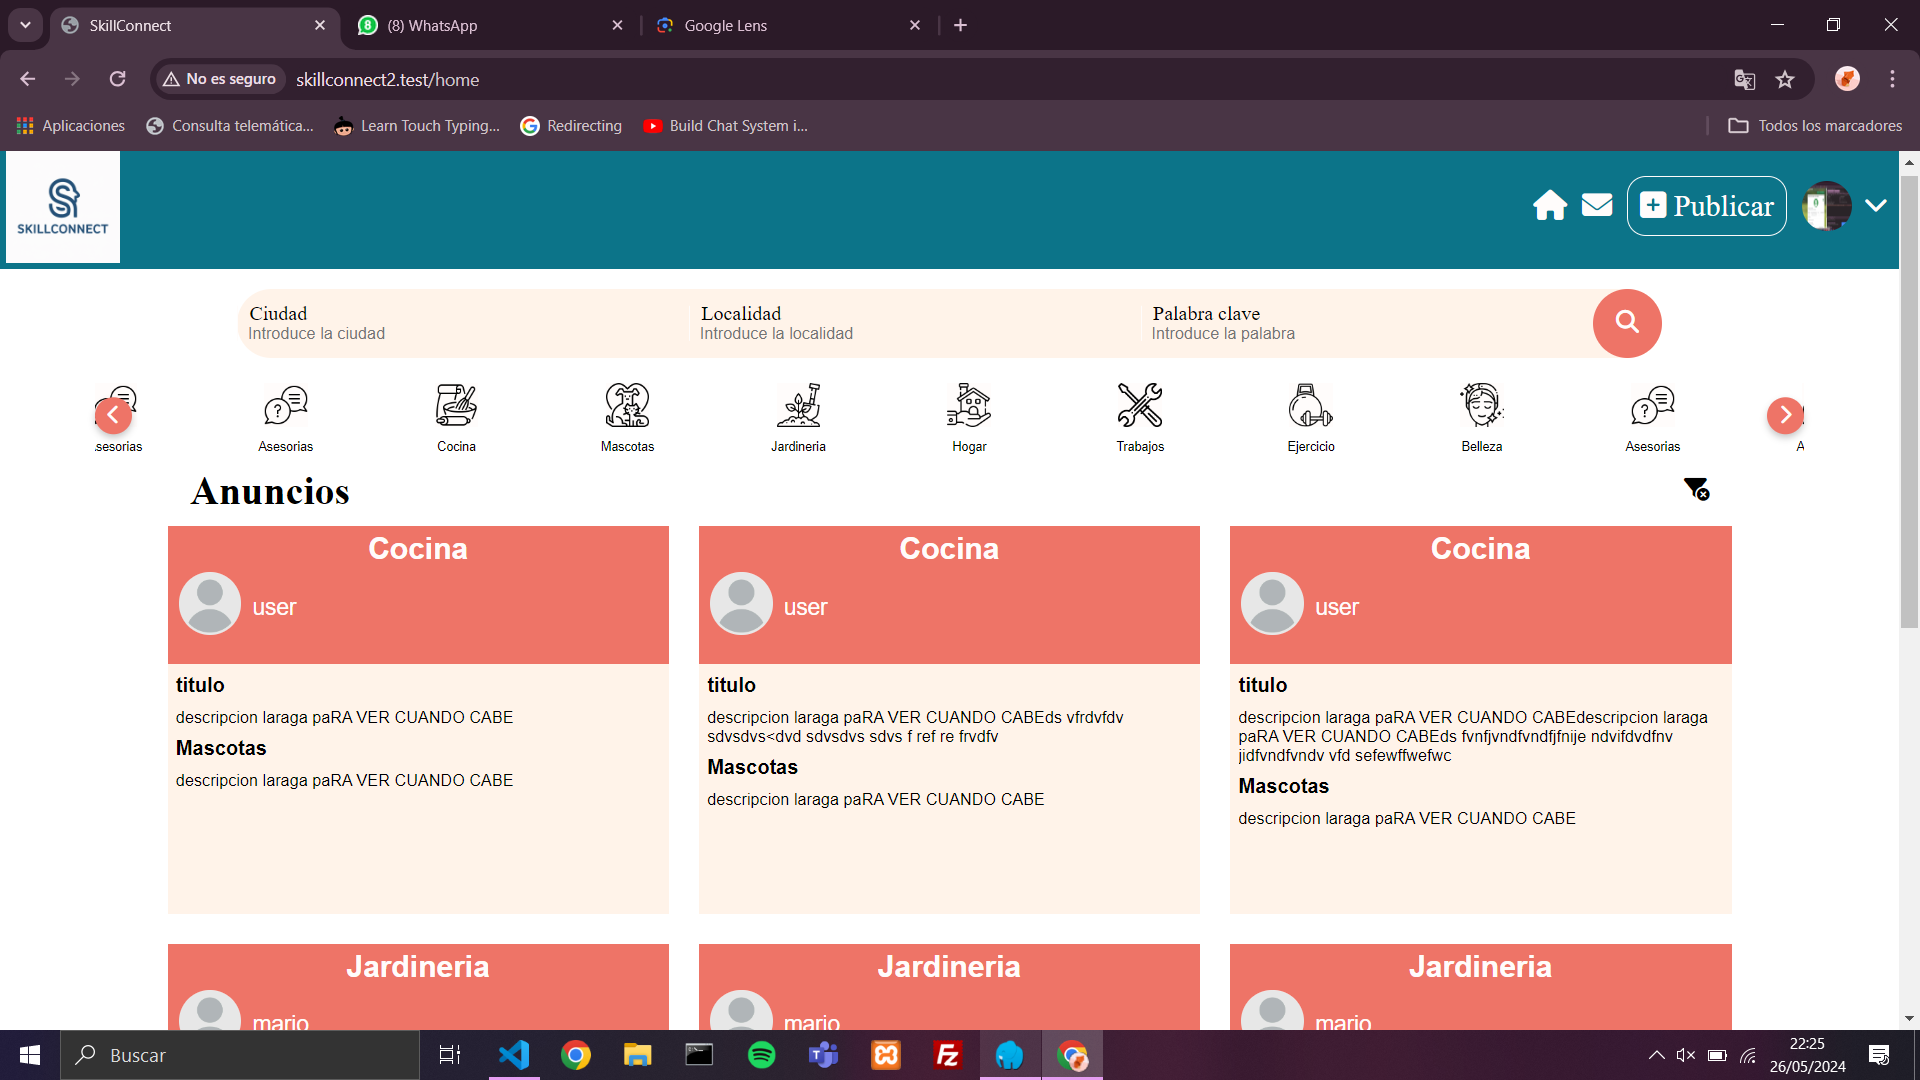 SkillConnect
(8) WhatsApp
Google Lens
No es seguro
skillconnect2.test/home
Aplicaciones
Consulta telemática...
Learn Touch Typing...
Redirecting
Build Chat System i...
Todos los marcadores
SKILLCONNECT
Publicar
Ciudad
Introduce la ciudad
Localidad
Introduce la localidad
Palabra clave
Introduce la palabra
sesorias
Asesorias
Cocina
Mascotas
Jardineria
Hogar
Trabajos
Ejercicio
Belleza
Asesorias
A
Anuncios
Cocina
user
titulo
descripcion laraga paRA VER CUANDO CABE
Mascotas
descripcion laraga paRA VER CUANDO CABE
Cocina
user
titulo
descripcion laraga paRA VER CUANDO CABEds vfrdvfdv
sdvsdvs<dvd sdvsdvs sdvs f ref re frvdfv
Mascotas
descripcion laraga paRA VER CUANDO CABE
Cocina
user
titulo
descripcion laraga paRA VER CUANDO CABEdescripcion laraga
paRA VER CUANDO CABEds fvnfjvndfvndfjfnije ndvifdvdfnv
jidfvndfvndv vfd sefewffwefwc
Mascotas
descripcion laraga paRA VER CUANDO CABE
Jardineria
mario
Jardineria
mario
Jardineria
mario
Buscar
22:25
26/05/2024